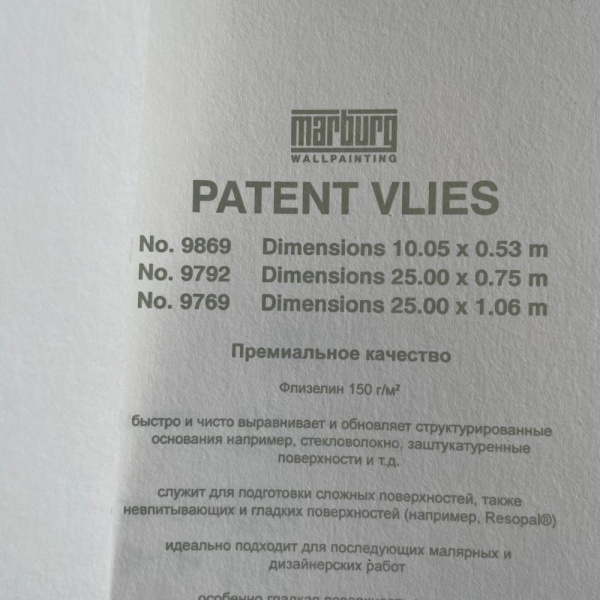 marburg
WALLPAINTING
PATENT VLIES
No. 9869 Dimensions 10.05 x 0.53 m
No. 9792 Dimensions 25.00 x 0.75 m
No. 9769 Dimensions 25.00 x 1.06 m
Премиальное качество
Флизелин 150 г/м²
быстро и чисто выравнивает и обновляет структурированные
основания например, стекловолокно, заштукатуренные
поверхности и т.д.
служит для подготовки сложных поверхностей, также
невпитывающих и гладких поверхностей (например, Resopal®)
идеально подходит для последующих малярных и
дизайнерских работ
особенно гладкая поверхность